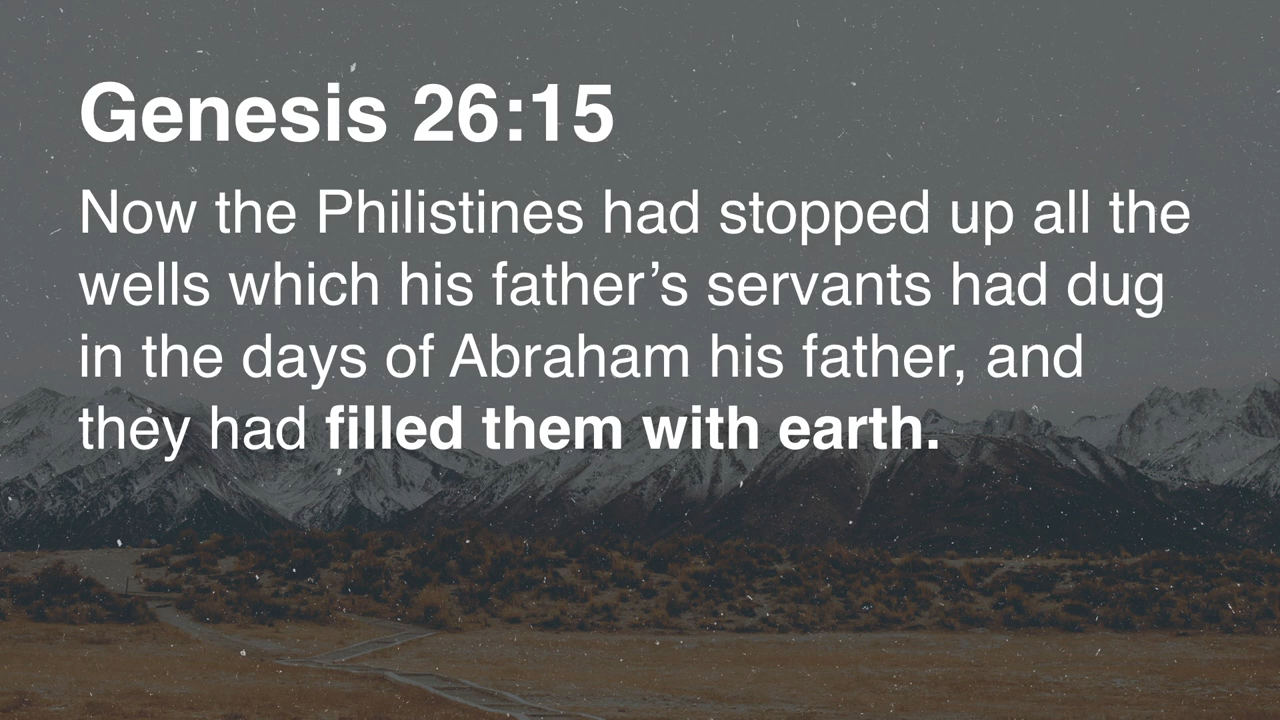 Genesis 26:15
Now the Philistines had stopped up all the
wells which his father’s servants had dug
in the days of Abraham his father, and
they had filled them with earth.